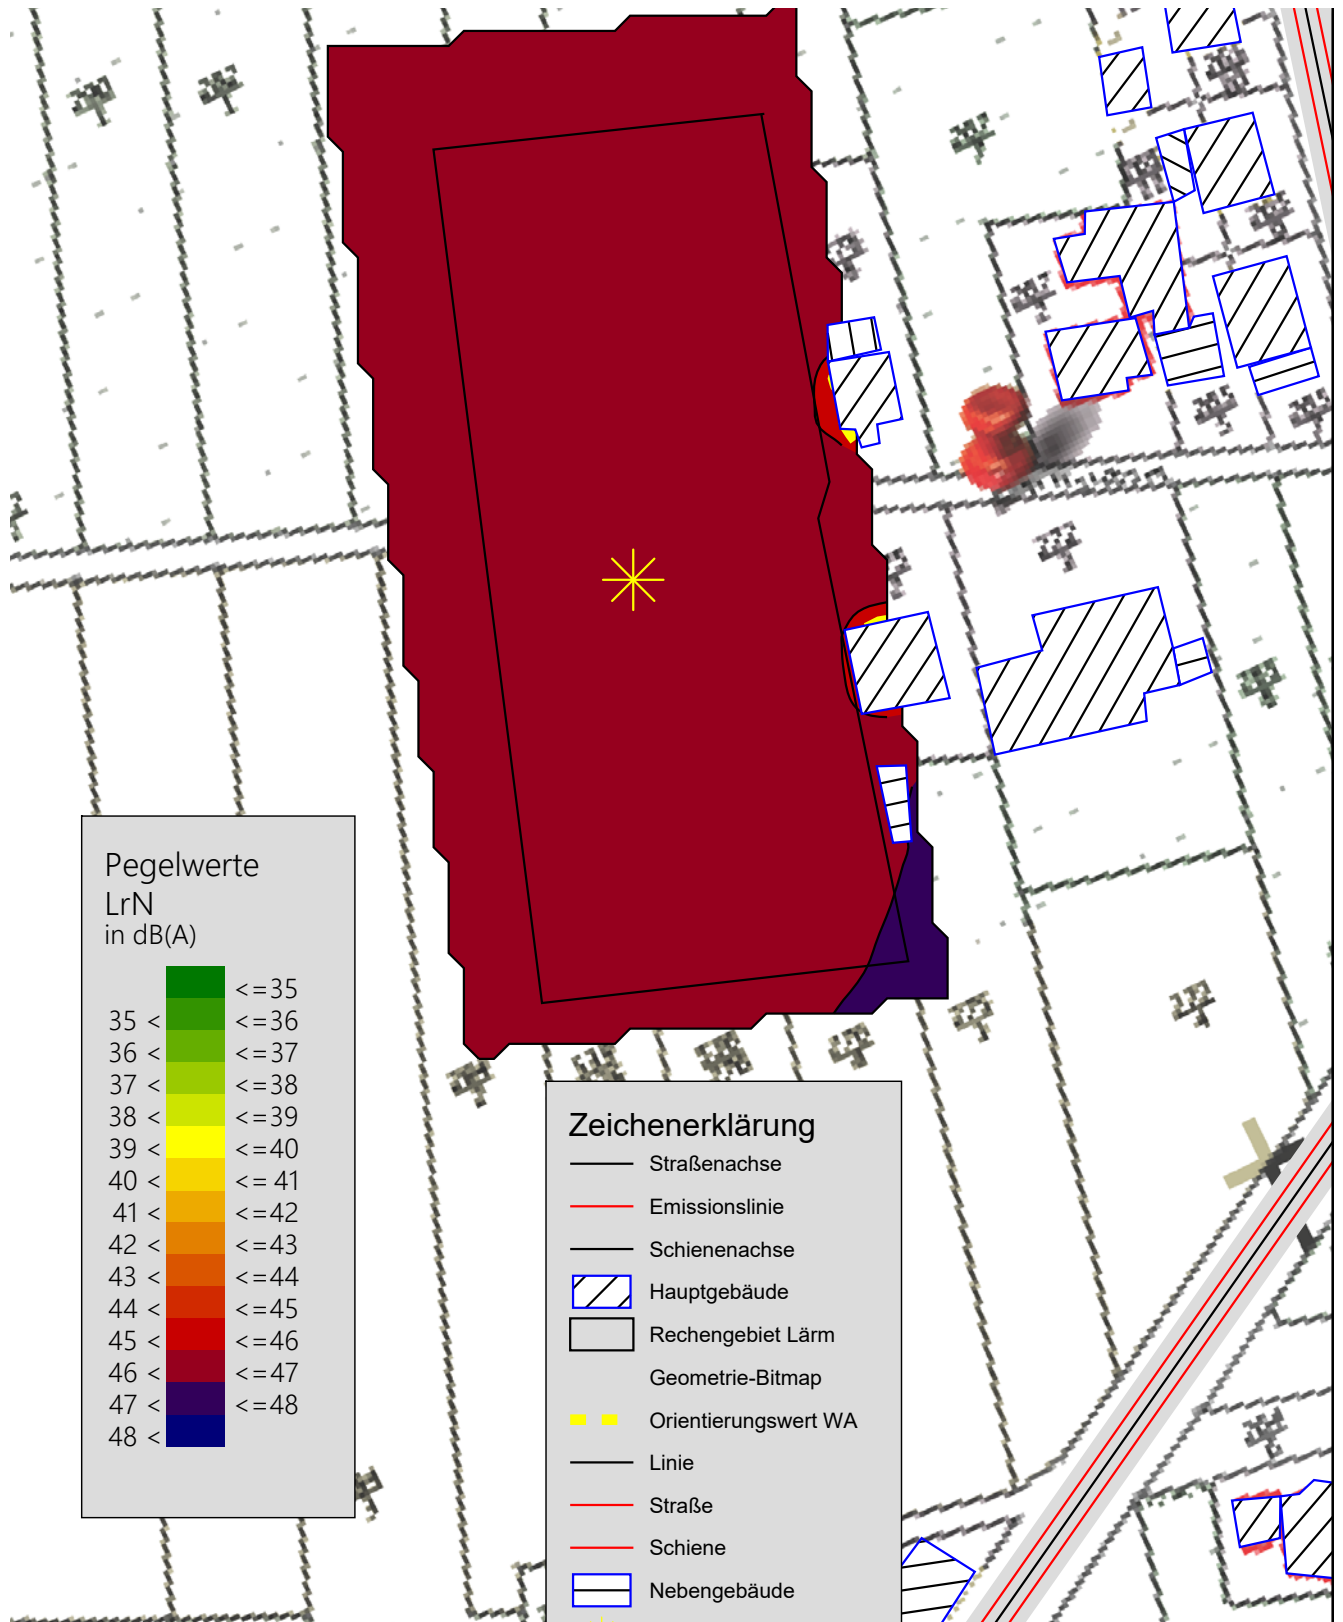 Pegelwerte
LrN
in dB(A)
<=35
35 < <=36
36 < <=37
37 < <=38
38 < <=39
39 < <=40
40 < <= 41
41 < <=42
42 < <=43
43 < <=44
44 < <=45
45 < <=46
46 < <=47
47 < <=48
48 <
Zeichenerklärung
Straßenachse
Emissionslinie
Schienenachse
Hauptgebäude
Rechengebiet Lärm
Geometrie-Bitmap
Orientierungswert WA
Linie
Straße
Schiene
Nebengebäude